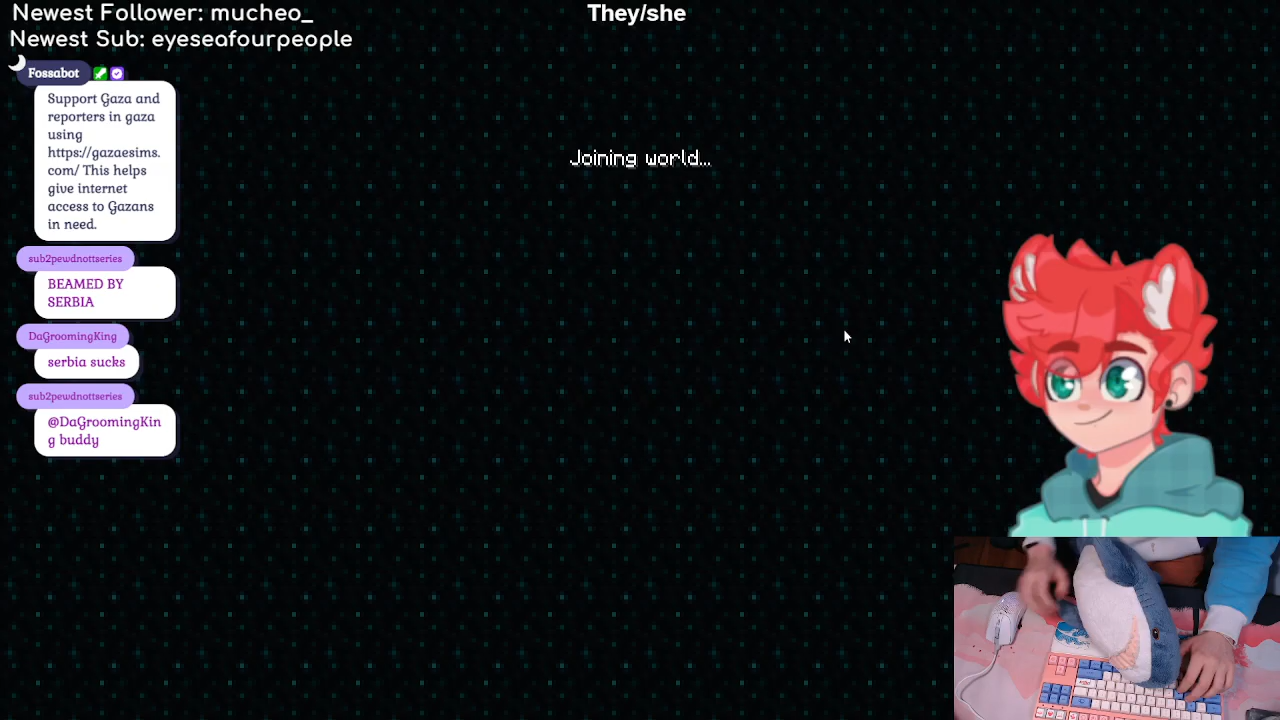 Newest Follower: mucheo_
Newest Sub: eyeseafourpeople
They/she
Fossabot
Support Gaza and
reporters in gaza
using
https://gazaesims.
com/ This helps
give internet
access to Gazans
in need.
sub2pewdnottseries
BEAMED BY
SERBIA
DaGroomingKing
serbia sucks
sub2pewdnottseries
@DaGroomingKin
g buddy
Joining world...